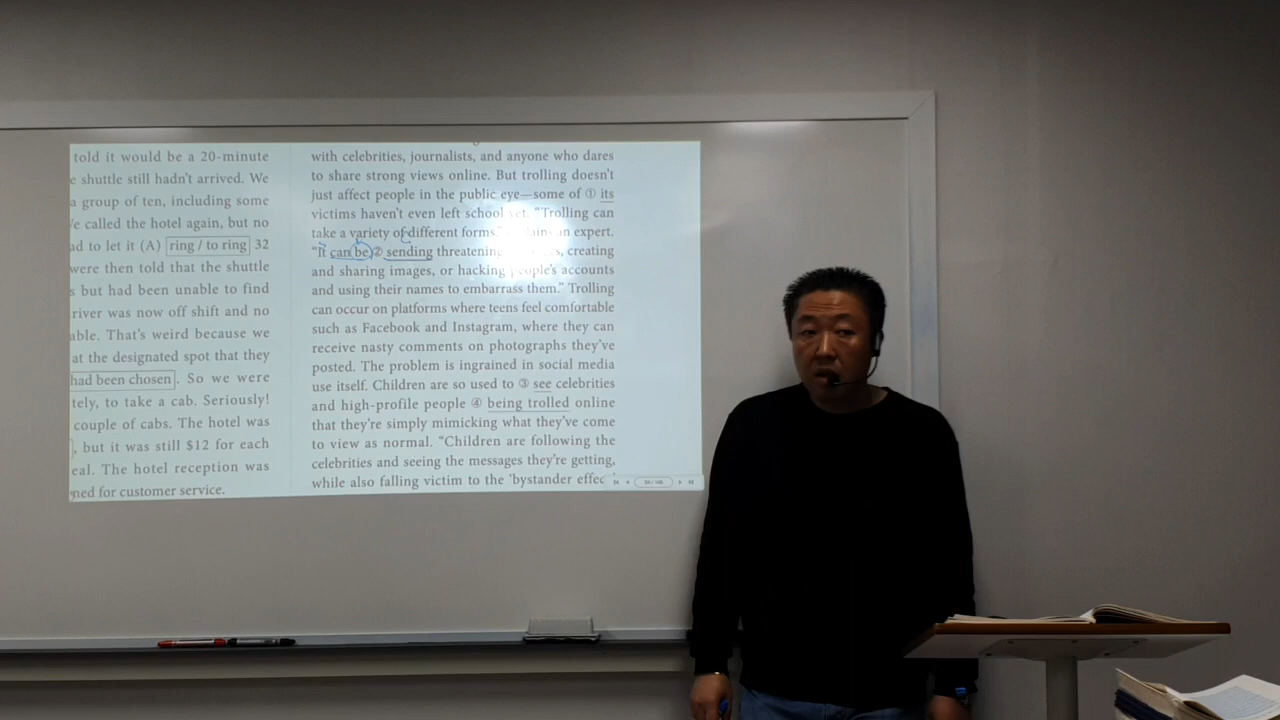 told it would be a 20-minute
shuttle still hadn't arrived. We
a group of ten, including some
called the hotel again, but no
to let it (A) ring / to ring 32
were then told that the shuttle
but had been unable to find
river was now off shift and no
able. That's weird because we
at the designated spot that they
had been chosen. So we were
tely, to take a cab. Seriously!
couple of cabs. The hotel was
, but it was still $12 for each
eal. The hotel reception was
ned for customer service.
with celebrities, journalists, and anyone who dares
to share strong views online. But trolling doesn't
just affect people in the public eye—some of ① its
victims haven't even left school yet. "Trolling can
take a variety of different forms," an expert.
"It can be ② sending threatening creating
and sharing images, or hacking people's accounts
and using their names to embarrass them." Trolling
can occur on platforms where teens feel comfortable
such as Facebook and Instagram, where they can
receive nasty comments on photographs they've
posted. The problem is ingrained in social media
use itself. Children are so used to ③ see celebrities
and high-profile people ④ being trolled online
that they're simply mimicking what they've come
to view as normal. "Children are following the
celebrities and seeing the messages they're getting,
while also falling victim to the 'bystander effec